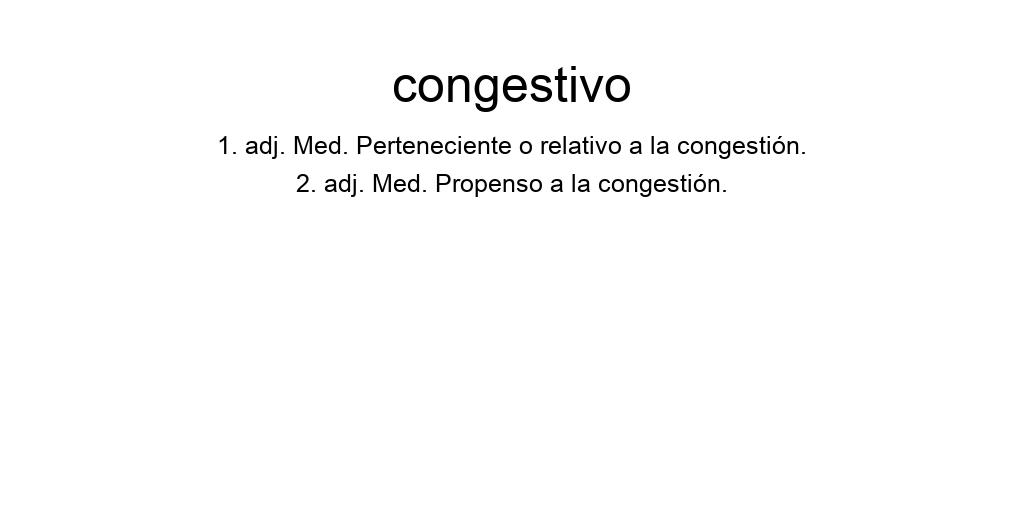 congestivo
1. adj. Med. Perteneciente o relativo a la congestión.
2. adj. Med. Propenso a la congestión.